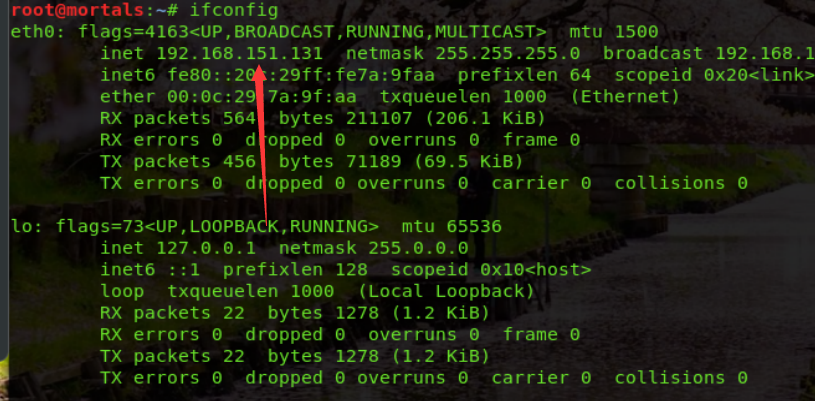 root@mortals:~# ifconfig
eth0: flags=4163<UP,BROADCAST,RUNNING,MULTICAST>  mtu 1500
inet 192.168.151.131  netmask 255.255.255.0  broadcast 192.168.1
inet6 fe80::20c:29ff:fe7a:9faa  prefixlen 64  scopeid 0x20<link>
ether 00:0c:29:7a:9f:aa  txqueuelen 1000  (Ethernet)
RX packets 564  bytes 211107 (206.1 KiB)
RX errors 0  dropped 0  overruns 0  frame 0
TX packets 456  bytes 71189 (69.5 KiB)
TX errors 0  dropped 0 overruns 0  carrier 0  collisions 0
lo: flags=73<UP,LOOPBACK,RUNNING>  mtu 65536
inet 127.0.0.1  netmask 255.0.0.0
inet6 ::1  prefixlen 128  scopeid 0x10<host>
loop  txqueuelen 1000  (Local Loopback)
RX packets 22  bytes 1278 (1.2 KiB)
RX errors 0  dropped 0  overruns 0  frame 0
TX packets 22  bytes 1278 (1.2 KiB)
TX errors 0  dropped 0 overruns 0  carrier 0  collisions 0